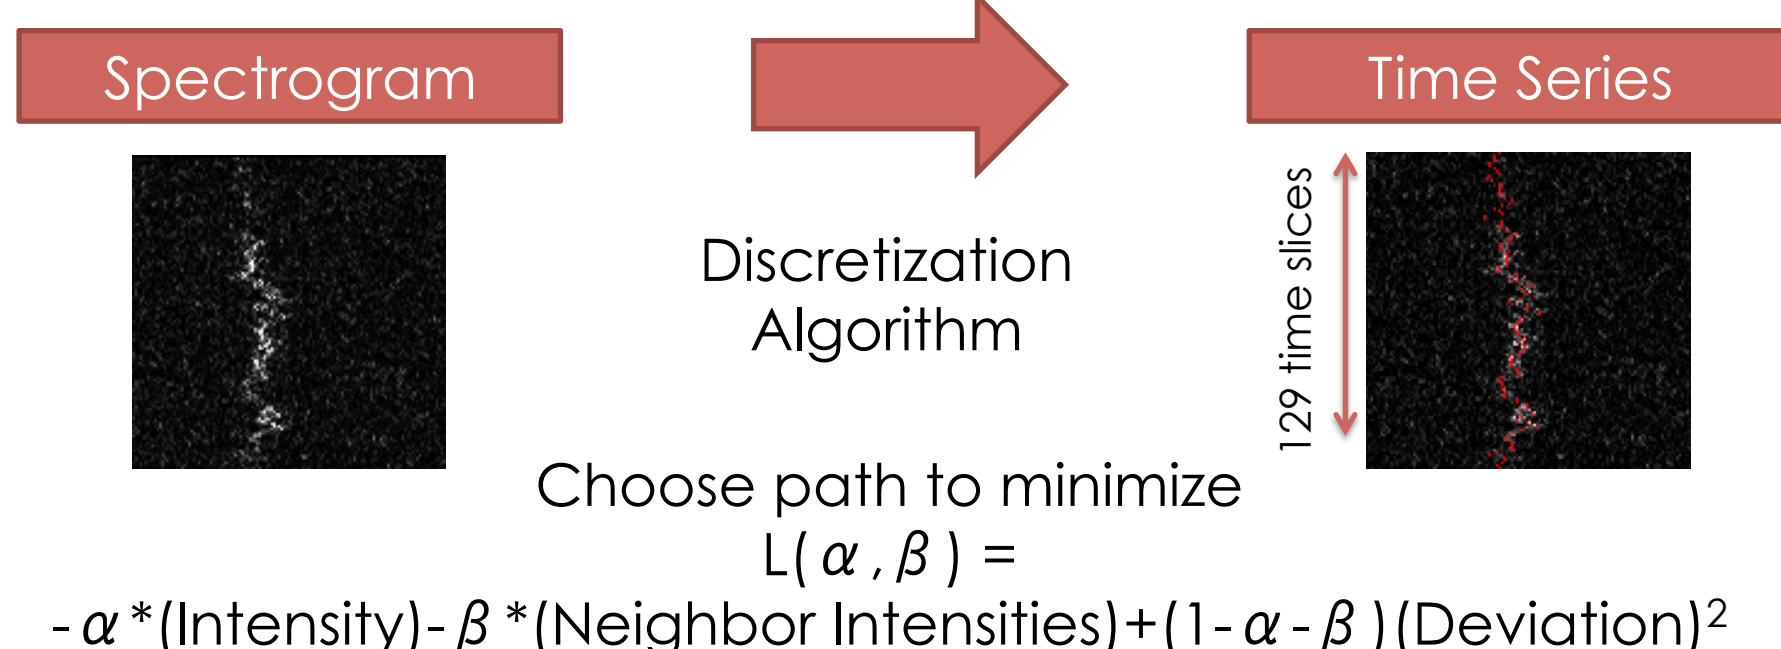 Spectrogram
Time Series
129 time slices
Discretization
Algorithm
Choose path to minimize
L(α,β) =
-α*(Intensity)-β*(Neighbor Intensities)+(1-α-β)(Deviation)²